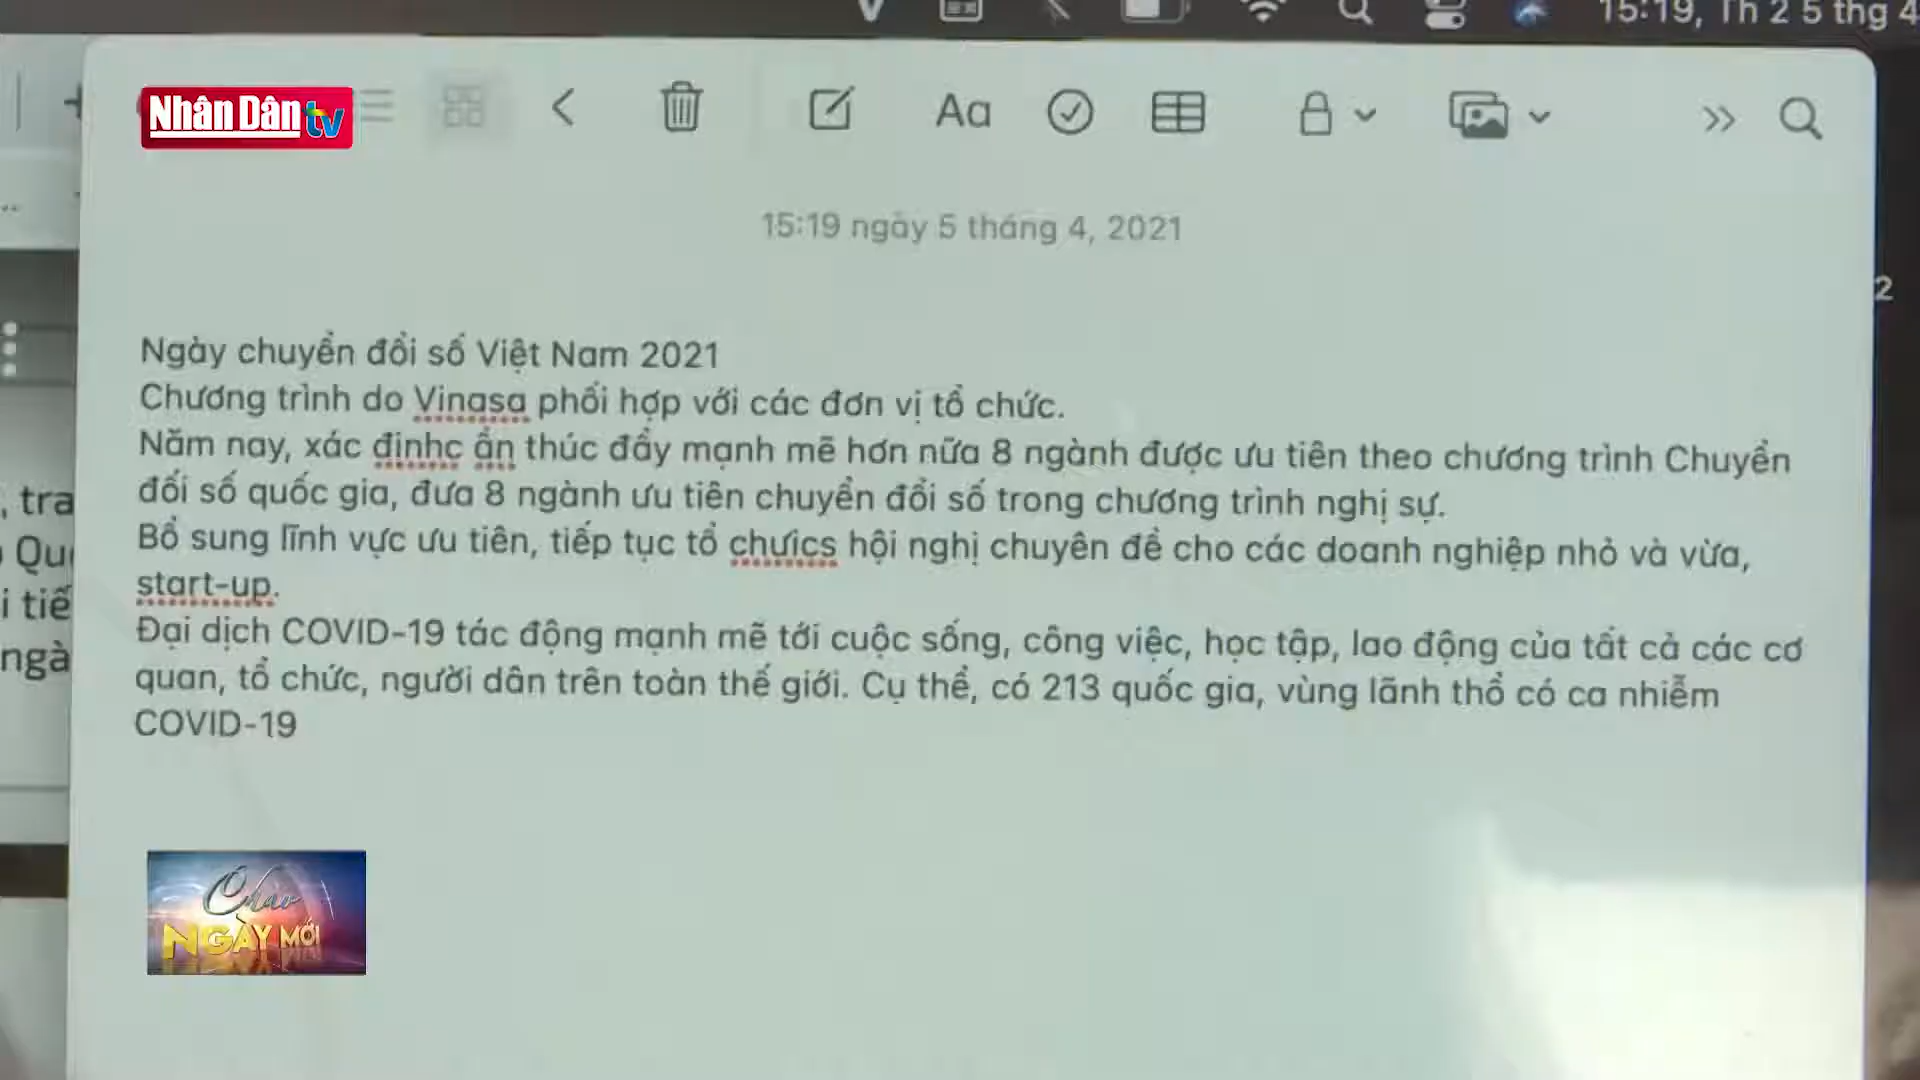 15:19, Th 2 5 thg 4
Nhân Dân tv
Aa
15:19 ngày 5 tháng 4, 2021
2
Ngày chuyển đổi số Việt Nam 2021
Chương trình do Vinasa phối hợp với các đơn vị tổ chức.
Năm nay, xác đinhc ần thúc đẩy mạnh mẽ hơn nữa 8 ngành được ưu tiên theo chương trình Chuyển
đối số quốc gia, đưa 8 ngành ưu tiên chuyển đổi số trong chương trình nghị sự.
Bổ sung lĩnh vực ưu tiên, tiếp tục tổ chưics hội nghị chuyên đề cho các doanh nghiệp nhỏ và vừa,
start-up.
Đại dịch COVID-19 tác động mạnh mẽ tới cuộc sống, công việc, học tập, lao động của tất cả các cơ
quan, tổ chức, người dân trên toàn thế giới. Cụ thể, có 213 quốc gia, vùng lãnh thổ có ca nhiễm
COVID-19
, tra
Qu
i tiế
ngà
Chào
NGÀY MỚI